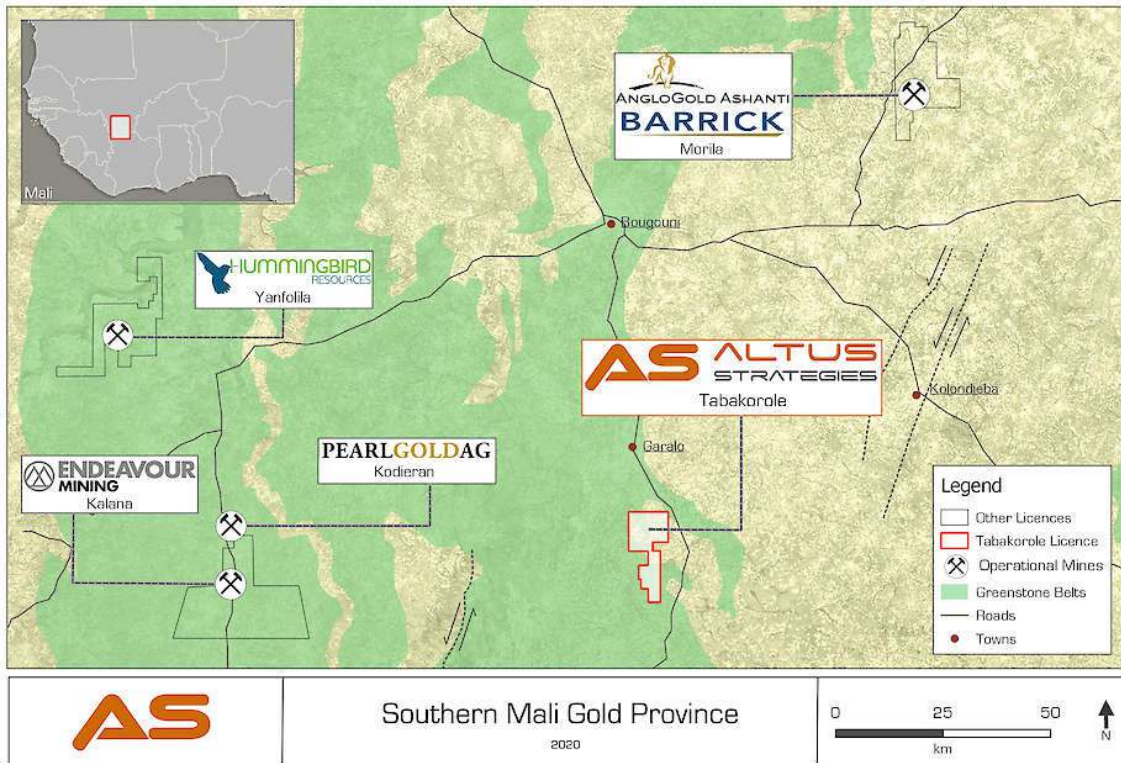 Mali
ANGLOGOLD ASHANTI
BARRICK
Morila
Bougouni
HUMMINGBIRD
RESOURCES
Yanfolila
AS ALTUS
STRATEGIES
Tabakorole
Kolondieba
PEARLGOLDAG
Kodieran
Garalo
ENDEAVOUR
MINING
Kalana
Legend
Other Licences
Tabakorole Licence
Operational Mines
Greenstone Belts
Roads
Towns
AS
Southern Mali Gold Province
2020
0 25 50
km
N